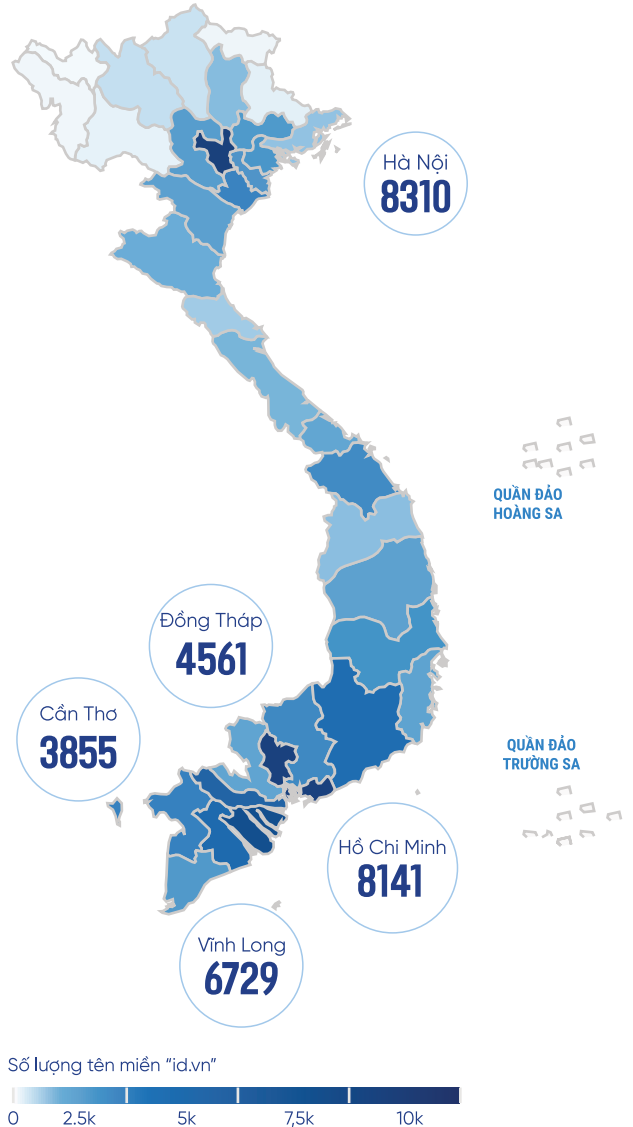 Hà Nội
8310
QUẦN ĐẢO
HOÀNG SA
Đồng Tháp
4561
Cần Thơ
3855
QUẦN ĐẢO
TRƯỜNG SA
Hồ Chi Minh
8141
Vĩnh Long
6729
Số lượng tên miền “id.vn”
0 2.5k 5k 7,5k 10k